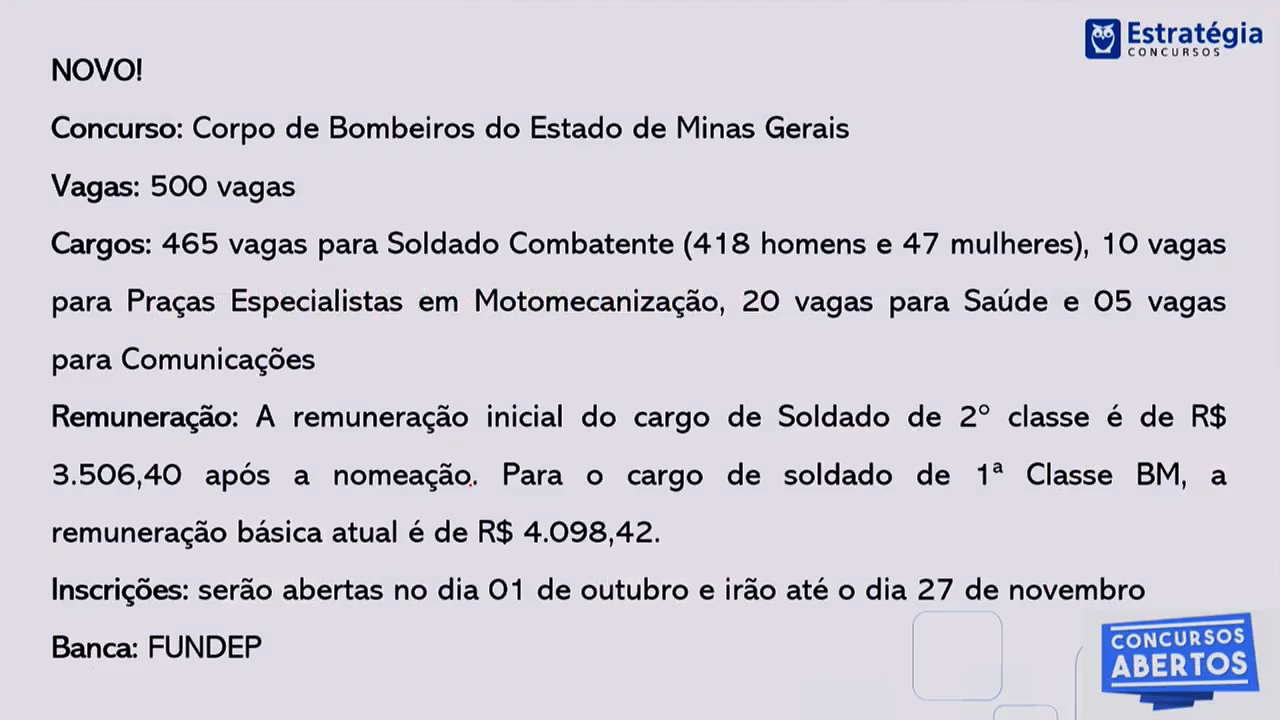 Estratégia
CONCURSOS
NOVO!
Concurso: Corpo de Bombeiros do Estado de Minas Gerais
Vagas: 500 vagas
Cargos: 465 vagas para Soldado Combatente (418 homens e 47 mulheres), 10 vagas
para Praças Especialistas em Motomecanização, 20 vagas para Saúde e 05 vagas
para Comunicações
Remuneração: A remuneração inicial do cargo de Soldado de 2° classe é de R$
3.506,40 após a nomeação. Para o cargo de soldado de 1ª Classe BM, a
remuneração básica atual é de R$ 4.098,42.
Inscrições: serão abertas no dia 01 de outubro e irão até o dia 27 de novembro
Banca: FUNDEP
CONCURSOS
ABERTOS